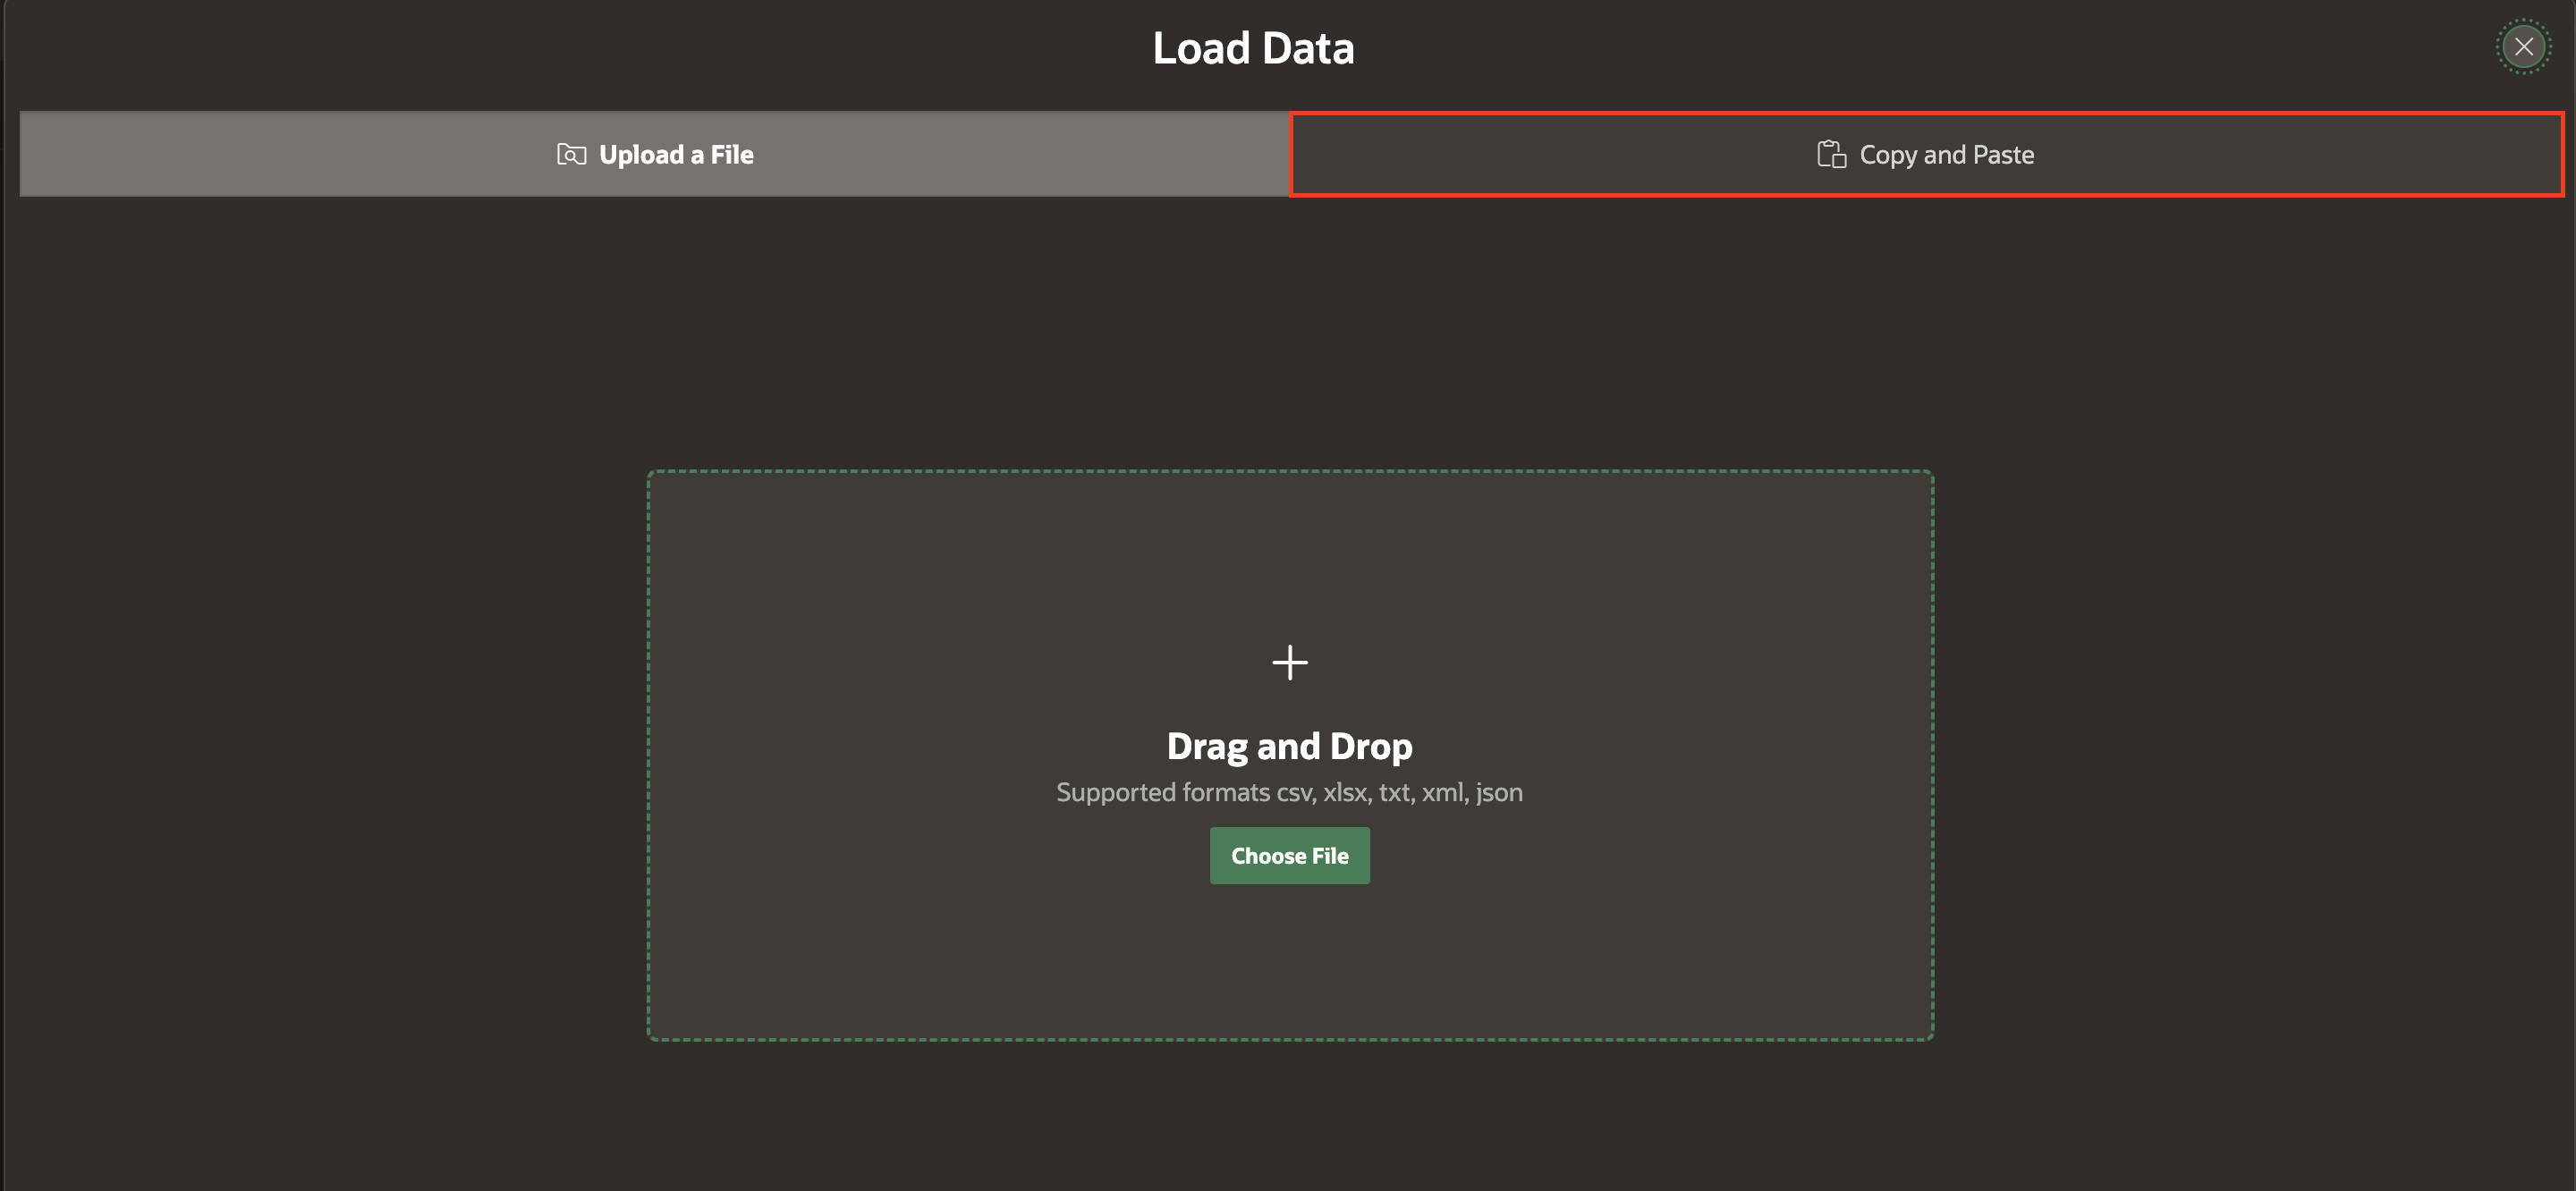 Load Data
Upload a File
Copy and Paste
Drag and Drop
Supported formats csv, xlsx, txt, xml, json
Choose File